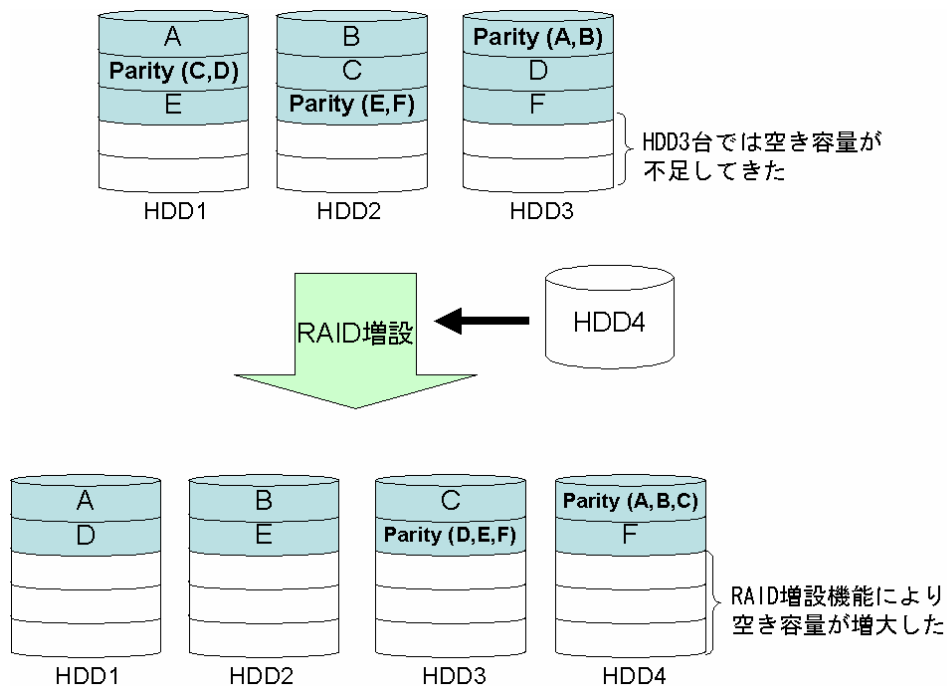 A
Parity (C,D)
E
HDD1
B
C
Parity (E,F)
HDD2
Parity (A,B)
D
F
HDD3
HDD3台では空き容量が
不足してきた
RAID増設
HDD4
A
D
HDD1
B
E
HDD2
C
Parity (D,E,F)
HDD3
Parity (A,B,C)
F
HDD4
RAID増設機能により
空き容量が増大した